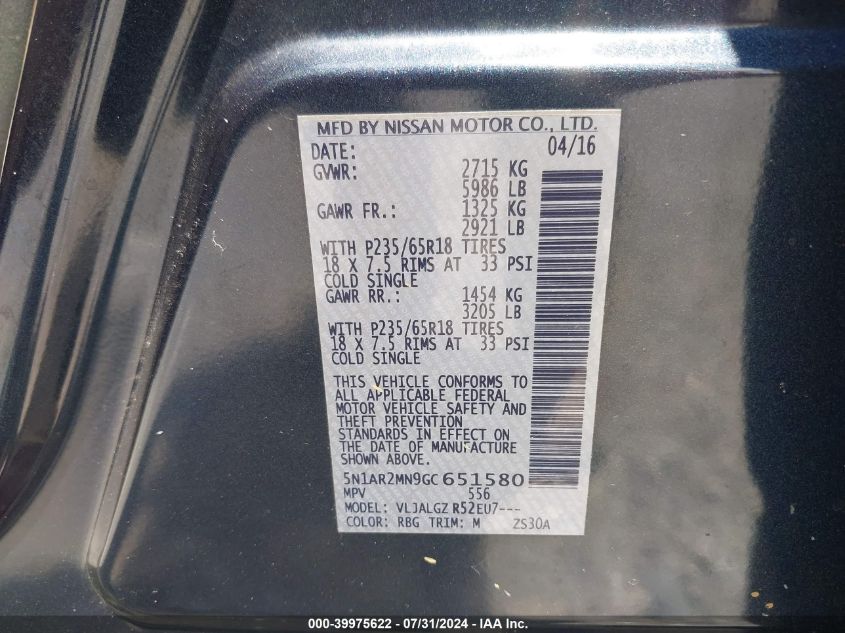 MFD BY NISSAN MOTOR CO., LTD.
DATE: 04/16
GVWR: 2715 KG
5986 LB
GAWR FR.: 1325 KG
2921 LB
WITH P235/65R18 TIRES
18 X 7.5 RIMS AT 33 PSI
COLD SINGLE
GAWR RR.: 1454 KG
3205 LB
WITH P235/65R18 TIRES
18 X 7.5 RIMS AT 33 PSI
COLD SINGLE
THIS VEHICLE CONFORMS TO
ALL APPLICABLE FEDERAL
MOTOR VEHICLE SAFETY AND
THEFT PREVENTION
STANDARDS IN EFFECT ON
THE DATE OF MANUFACTURE
SHOWN ABOVE.
5N1AR2MN9GC651580
MPV 556
MODEL: VLJALGZ R52EU7---
COLOR: RBG TRIM: M ZS30A
000-39975622 - 07/31/2024 - IAA Inc.